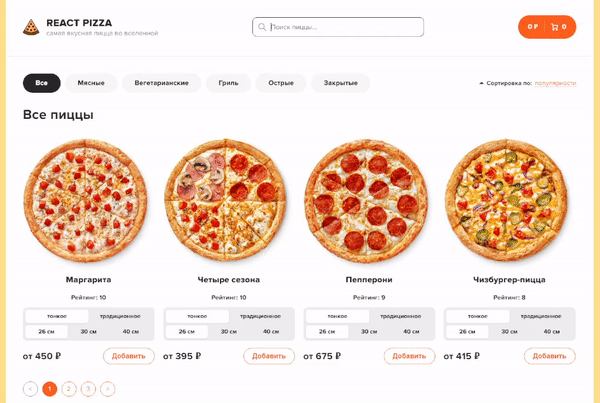 REACT PIZZA
самая вкусная пицца во вселенной
Поиск пиццы...
0 ₽ 0
Все Мясные Вегетарианские Гриль Острые Закрытые
Сортировка по: популярности
Все пиццы
Маргарита Четыре сезона Пепперони Чизбургер-пицца
Рейтинг: 10 Рейтинг: 10 Рейтинг: 9 Рейтинг: 8
тонкое традиционное тонкое традиционное тонкое традиционное тонкое традиционное
26 см 30 см 40 см 26 см 30 см 40 см 26 см 30 см 40 см 26 см 30 см 40 см
от 450 ₽ Добавить от 395 ₽ Добавить от 675 ₽ Добавить от 415 ₽ Добавить
< 1 2 3 >